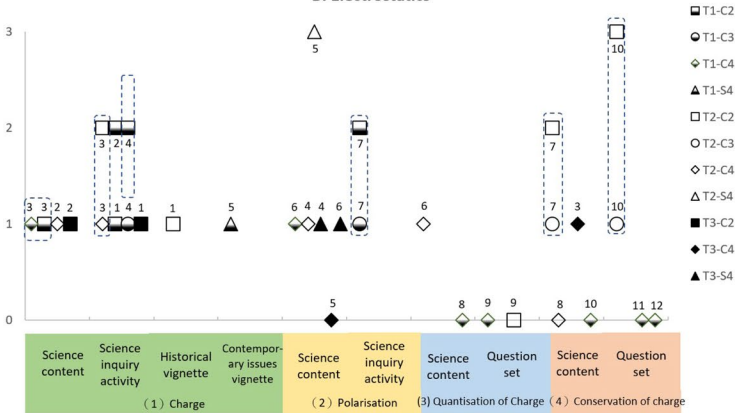 3
T1-C2
T1-C3
T1-C4
T1-S4
T2-C2
T2-C3
T2-C4
T2-S4
T3-C2
T3-C4
T3-S4
5
10
2
3 2 4
7
7
3 3 2 2
3 1 4 1
1
5
6 4 4 6
7
6
7 3
10
1
5
8 9 9 8 10 11 12
0
Science content
Science inquiry activity
Historical vignette
Contempor-ary issues vignette
Science content
Science inquiry activity
Science content
Question set
Science content
Question set
(1) Charge
(2) Polarisation
(3) Quantisation of Charge
(4) Conservation of charge